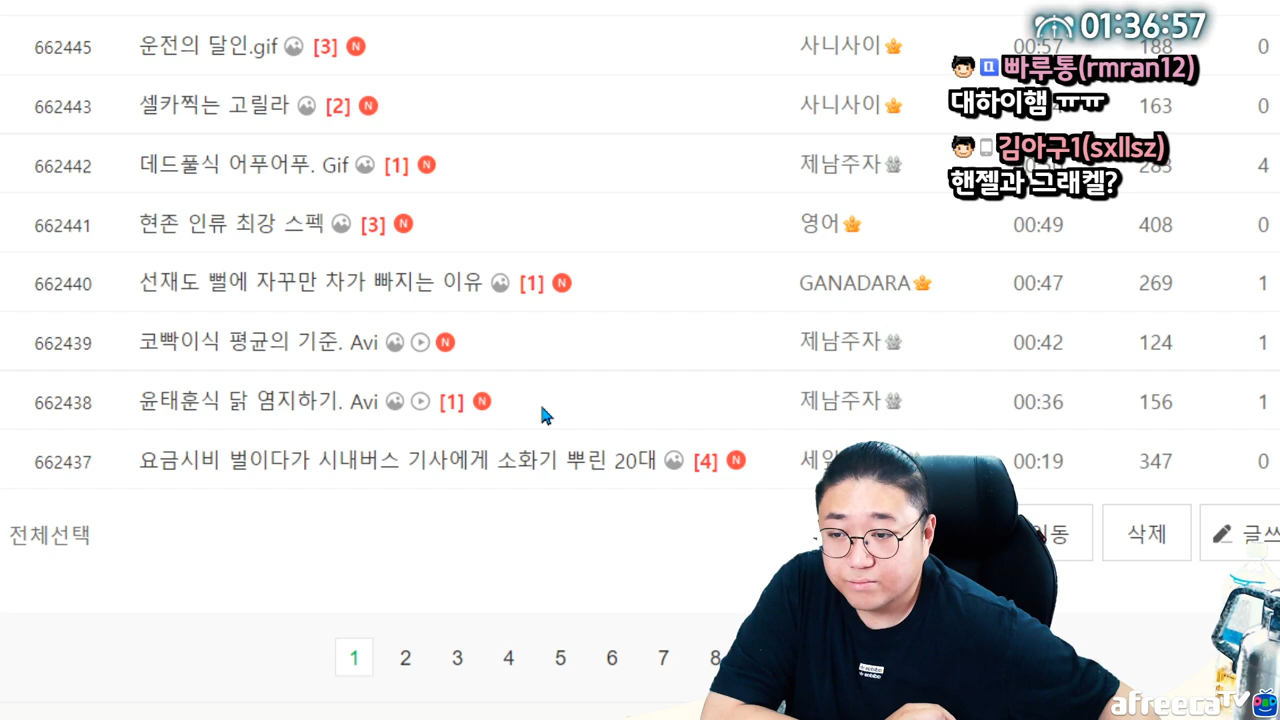 01:36:57
662445 운전의 달인.gif [3] N 사니사이 00:57 188 0
빠루통(rmran12)
대하이햄 ㅠㅠ
662443 셀카찍는 고릴라 [2] N 사니사이 163 0
662442 데드풀식 어푸어푸. Gif [1] N 제남주자 283 4
김아구1(sxllsz)
핸젤과 그래켈?
662441 현존 인류 최강 스펙 [3] N 영어 00:49 408 0
662440 선재도 뻘에 자꾸만 차가 빠지는 이유 [1] N GANADARA 00:47 269 1
662439 코빡이식 평균의 기준. Avi N 제남주자 00:42 124 1
662438 윤태훈식 닭 염지하기. Avi [1] N 제남주자 00:36 156 1
662437 요금시비 벌이다가 시내버스 기사에게 소화기 뿌린 20대 [4] N 00:19 347 0
전체선택 삭제
1 2 3 4 5 6 7 8
afreecaTV